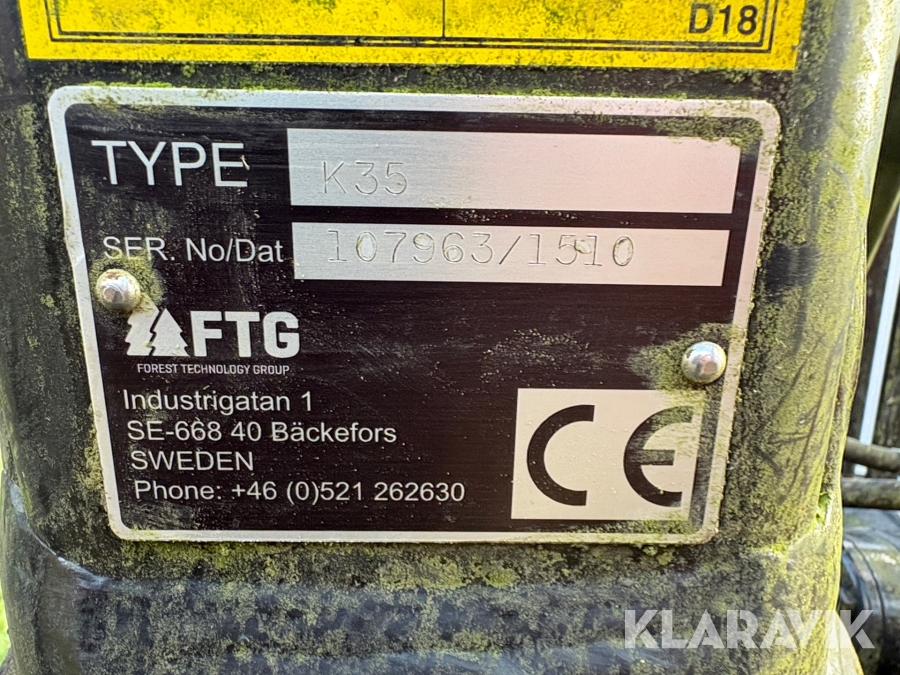 D18
TYPE K35
SER. No/Dat 107963/1510
FTG
FOREST TECHNOLOGY GROUP
Industrigatan 1
SE-668 40 Bäckefors
SWEDEN
Phone: +46 (0)521 262630
CE
KLARAVIK